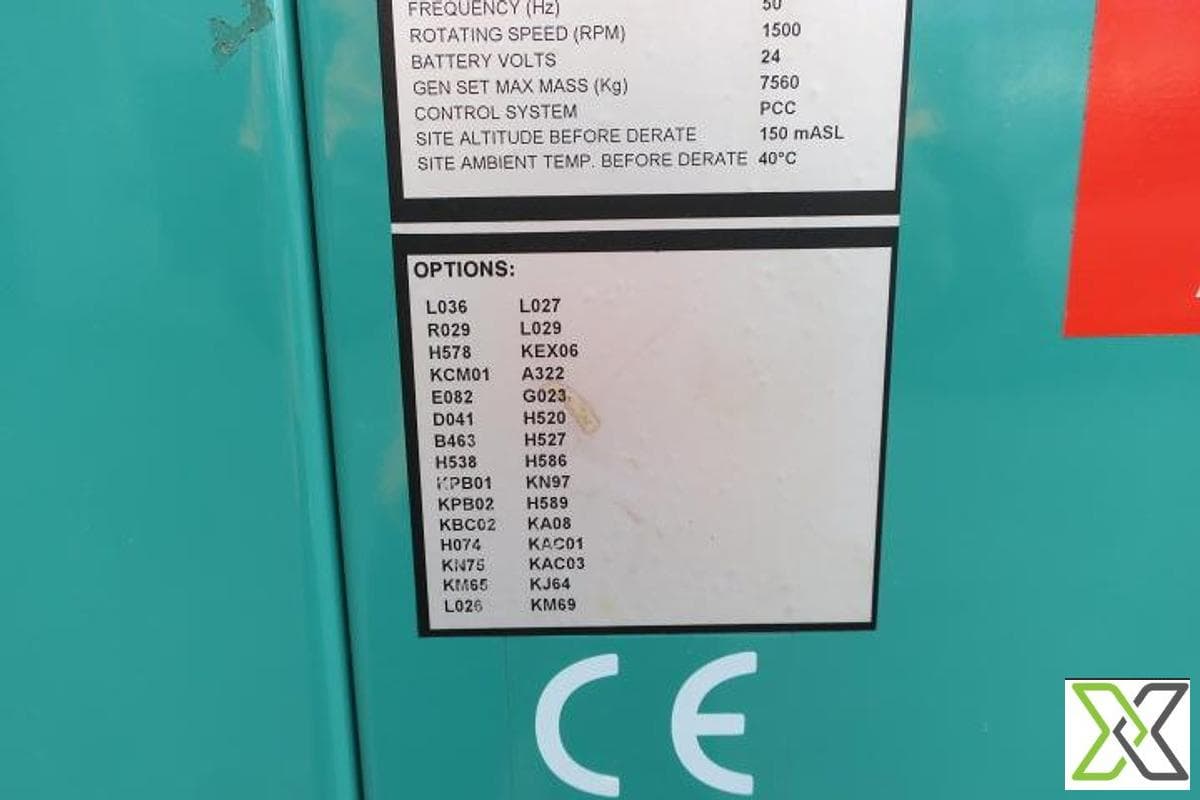 FREQUENCY (Hz) 50
ROTATING SPEED (RPM) 1500
BATTERY VOLTS 24
GEN SET MAX MASS (Kg) 7560
CONTROL SYSTEM PCC
SITE ALTITUDE BEFORE DERATE 150 mASL
SITE AMBIENT TEMP. BEFORE DERATE 40°C
OPTIONS:
L036 L027
R029 L029
H578 KEX06
KCM01 A322
E082 G023
D041 H520
B463 H527
H538 H586
KPB01 KN97
KPB02 H589
KBC02 KA08
H074 KAC01
KN75 KAC03
KM65 KJ64
L026 KM69
CE